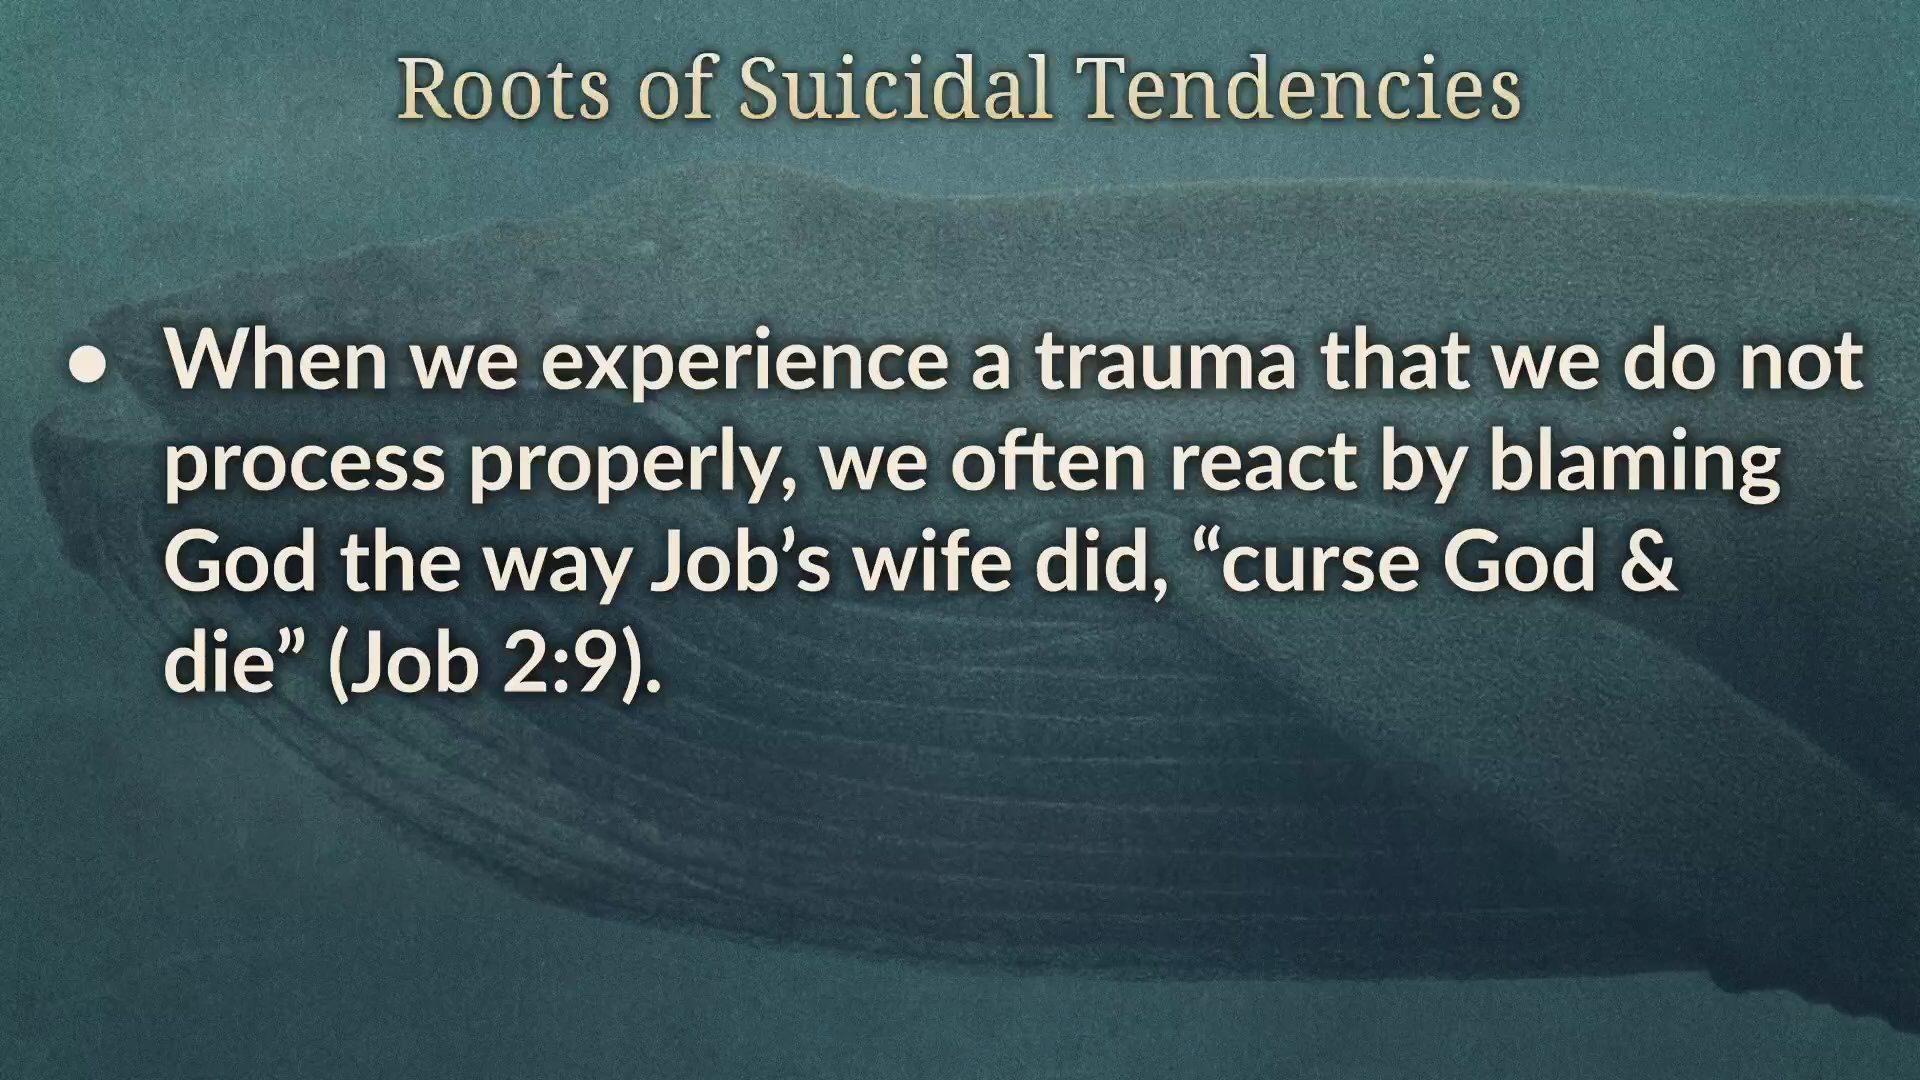 Roots of Suicidal Tendencies
• When we experience a trauma that we do not
process properly, we often react by blaming
God the way Job’s wife did, “curse God &
die” (Job 2:9).